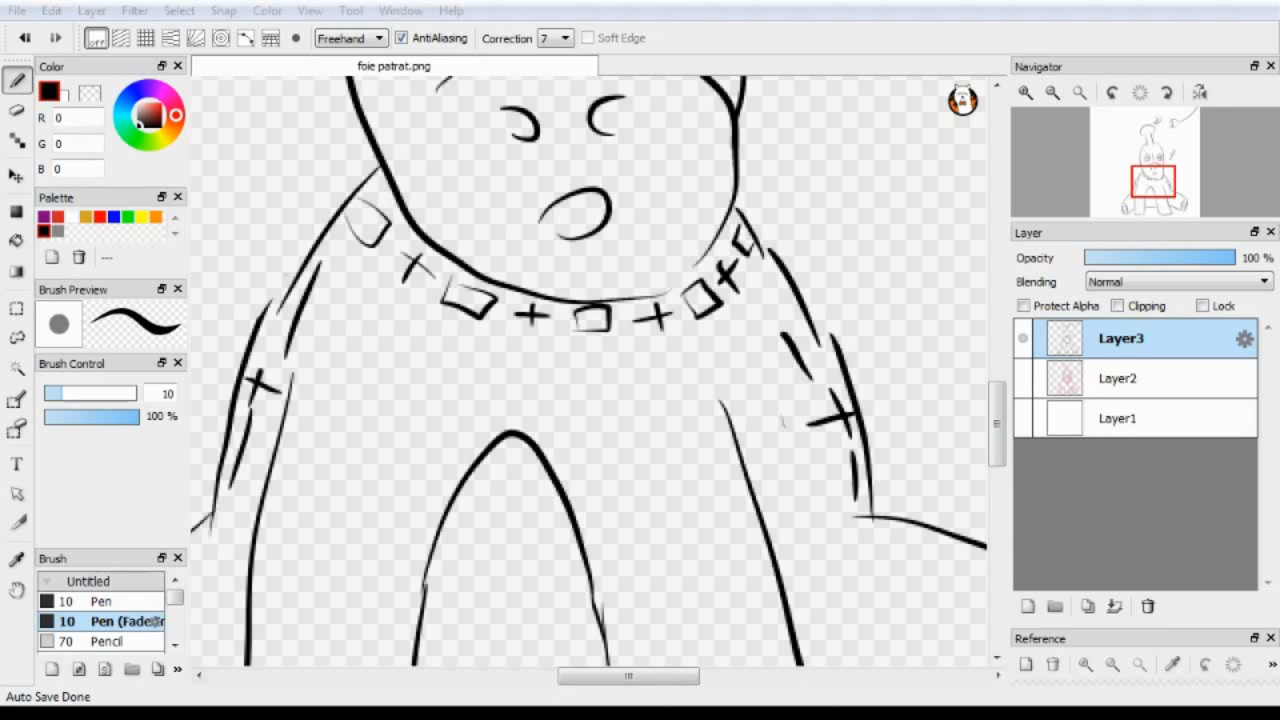 File Edit Layer Filter Select Snap Color View Tool Window Help
off Freehand AntiAliasing Correction 7 Soft Edge
Color
foie patrat.png
Navigator
R 0
G 0
B 0
Palette
Layer
Opacity 100 %
Blending Normal
Protect Alpha Clipping Lock
Brush Preview
Layer3
Brush Control
Layer2
10
100 %
Layer1
Brush
Untitled
10 Pen
10 Pen (Fade
70 Pencil
Reference
Auto Save Done